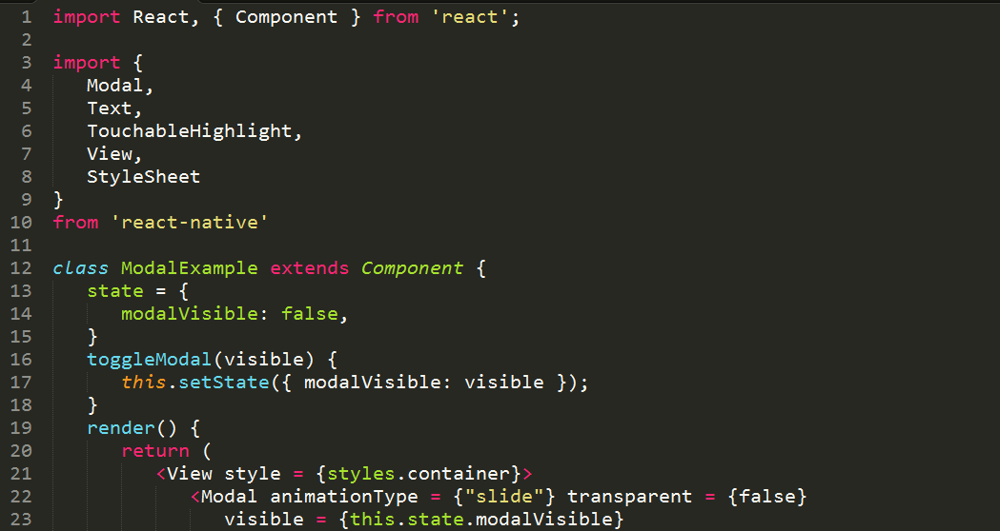 1 import React, { Component } from 'react';
2
3 import {
4    Modal,
5    Text,
6    TouchableHighlight,
7    View,
8    StyleSheet
9 }
10 from 'react-native'
11
12 class ModalExample extends Component {
13    state = {
14       modalVisible: false,
15    }
16    toggleModal(visible) {
17       this.setState({ modalVisible: visible });
18    }
19    render() {
20       return (
21          <View style = {styles.container}>
22             <Modal animationType = {"slide"} transparent = {false}
23                visible = {this.state.modalVisible}